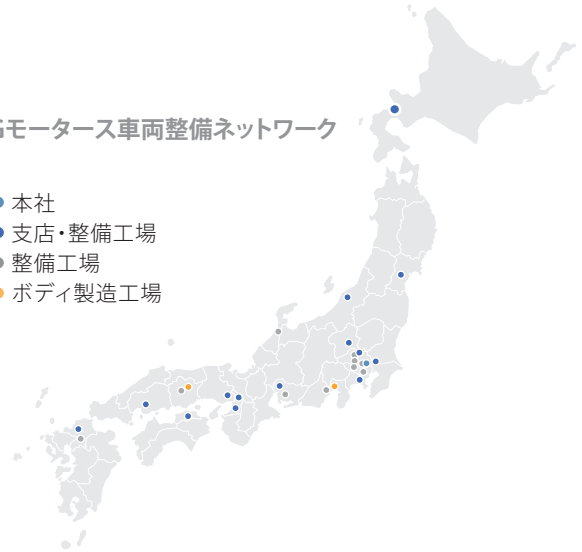 モータース車両整備ネットワーク
本社
支店・整備工場
整備工場
ボディ製造工場